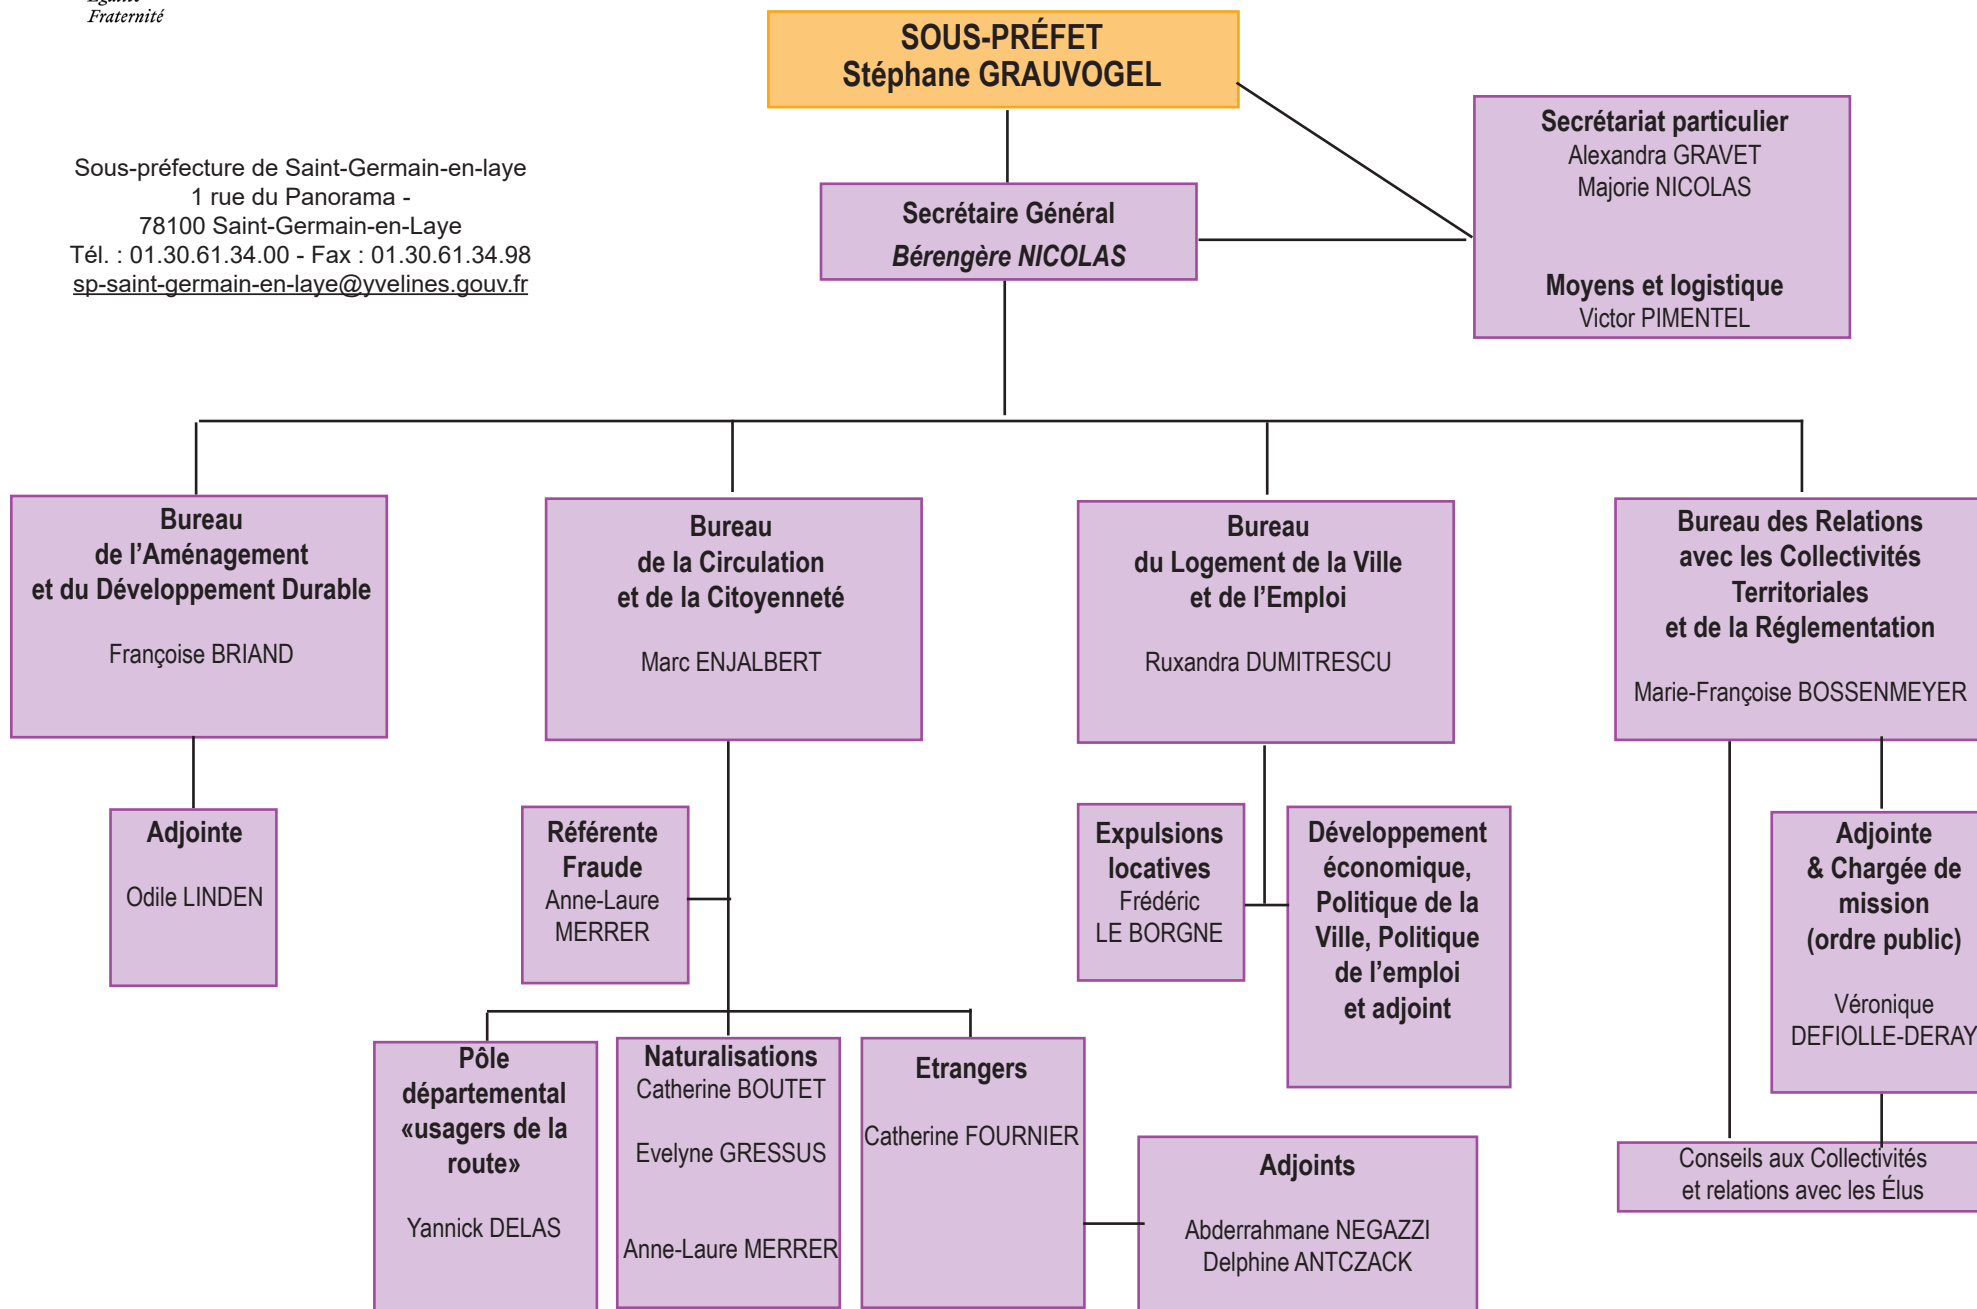 Fraternité
SOUS-PRÉFET
Stéphane GRAUVOGEL
Sous-préfecture de Saint-Germain-en-laye
1 rue du Panorama -
78100 Saint-Germain-en-Laye
Tél. : 01.30.61.34.00 - Fax : 01.30.61.34.98
sp-saint-germain-en-laye@yvelines.gouv.fr
Secrétaire Général
Bérengère NICOLAS
Secrétariat particulier
Alexandra GRAVET
Majorie NICOLAS
Moyens et logistique
Victor PIMENTEL
Bureau
de l'Aménagement
et du Développement Durable
Françoise BRIAND
Bureau
de la Circulation
et de la Citoyenneté
Marc ENJALBERT
Bureau
du Logement de la Ville
et de l'Emploi
Ruxandra DUMITRESCU
Bureau des Relations
avec les Collectivités
Territoriales
et de la Réglementation
Marie-Françoise BOSSENMEYER
Adjointe
Odile LINDEN
Référente
Fraude
Anne-Laure
MERRER
Expulsions
locatives
Frédéric
LE BORGNE
Développement
économique,
Politique de la
Ville, Politique
de l'emploi
et adjoint
Adjointe
& Chargée de
mission
(ordre public)
Véronique
DEFIOLLE-DERAY
Pôle
départemental
«usagers de la
route»
Yannick DELAS
Naturalisations
Catherine BOUTET
Evelyne GRESSUS
Anne-Laure MERRER
Etrangers
Catherine FOURNIER
Adjoints
Abderrahmane NEGAZZI
Delphine ANTCZACK
Conseils aux Collectivités
et relations avec les Élus